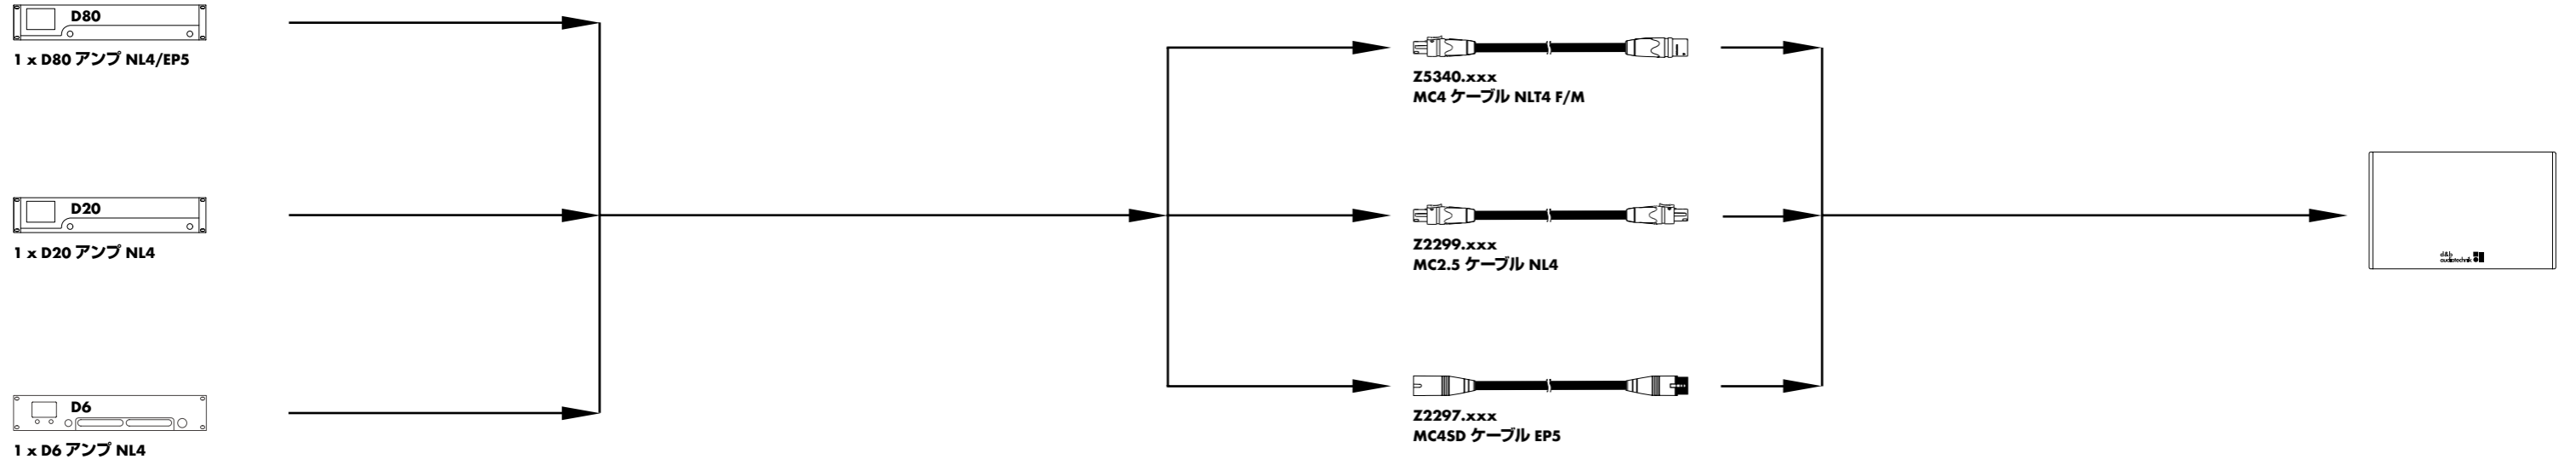 D80
1 x D80 アンプ NL4/EP5
Z5340.xxx
MC4 ケーブル NLT4 F/M
D20
1 x D20 アンプ NL4
Z2299.xxx
MC2.5 ケーブル NL4
d&b
audiotechnik
D6
1 x D6 アンプ NL4
Z2297.xxx
MC4SD ケーブル EP5